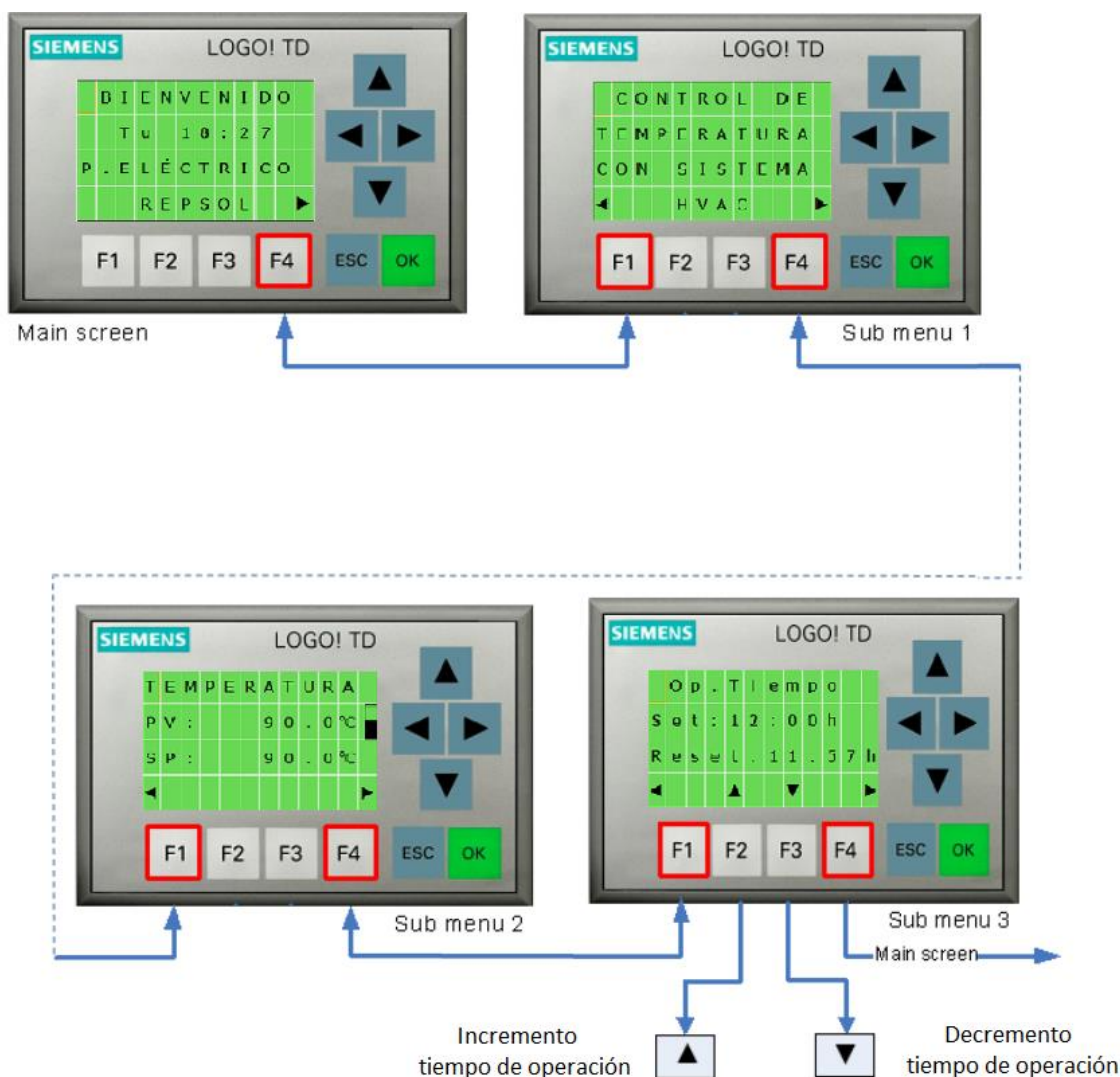 SIEMENS LOGO! TD
BIENVENIDO
Tu 18:27
P.ELÉCTRICO
REPSOL ►
F1 F2 F3 F4 ESC OK
Main screen
SIEMENS LOGO! TD
CONTROL DE
TEMPERATURA
CON SISTEMA
◄ HVAC ►
F1 F2 F3 F4 ESC OK
Sub menu 1
SIEMENS LOGO! TD
TEMPERATURA
PV: 90.0℃
SP: 90.0℃
◄ ►
F1 F2 F3 F4 ESC OK
Sub menu 2
SIEMENS LOGO! TD
Op.Tiempo
Set:12:00h
Reset.11.57h
◄ ▲ ▼ ►
F1 F2 F3 F4 ESC OK
Sub menu 3
Main screen
Incremento
tiempo de operación
▲
▼
Decremento
tiempo de operación